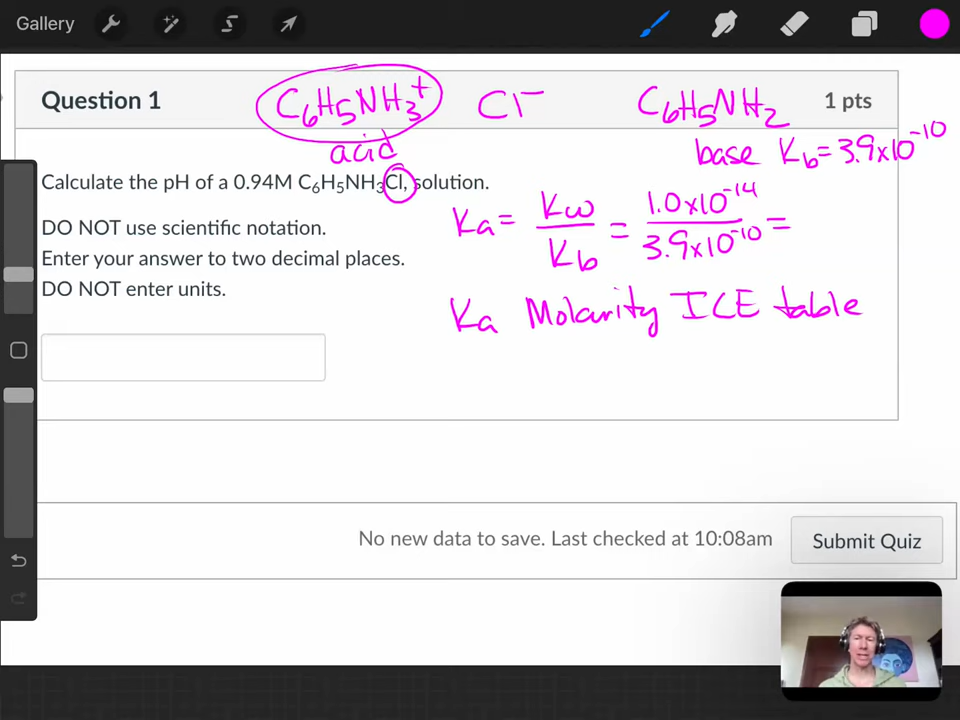 Gallery
Question 1
C₆H₅NH₃⁺ Cl⁻ C₆H₅NH₂ 1 pts
acid
base Kb = 3.9x10⁻¹⁰
Calculate the pH of a 0.94M C₆H₅NH₃Cl, solution.
DO NOT use scientific notation.
Enter your answer to two decimal places.
DO NOT enter units.
Ka = Kw / Kb = 1.0x10⁻¹⁴ / 3.9x10⁻¹⁰ =
Ka Molarity ICE table
No new data to save. Last checked at 10:08am
Submit Quiz